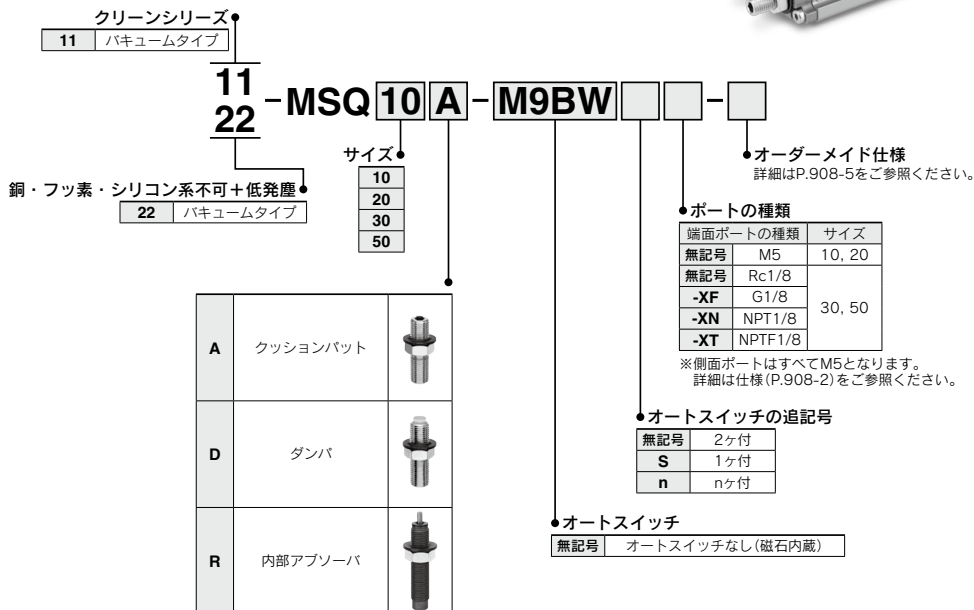 クリーンシリーズ
11 バキュームタイプ
11
22
-MSQ 10 A - M9BW -
銅・フッ素・シリコン系不可+低発塵
22 バキュームタイプ
サイズ
10
20
30
50
A クッションパット
D ダンパ
R 内部アブソーバ
オーダーメイド仕様
詳細はP.908-5をご参照ください。
ポートの種類
端面ポートの種類 サイズ
無記号 M5 10, 20
無記号 Rc1/8
-XF G1/8
30, 50
-XN NPT1/8
-XT NPTF1/8
※側面ポートはすべてM5となります。
詳細は仕様(P.908-2)をご参照ください。
オートスイッチの追記号
無記号 2ヶ付
S 1ヶ付
n nヶ付
オートスイッチ
無記号 オートスイッチなし(磁石内蔵)